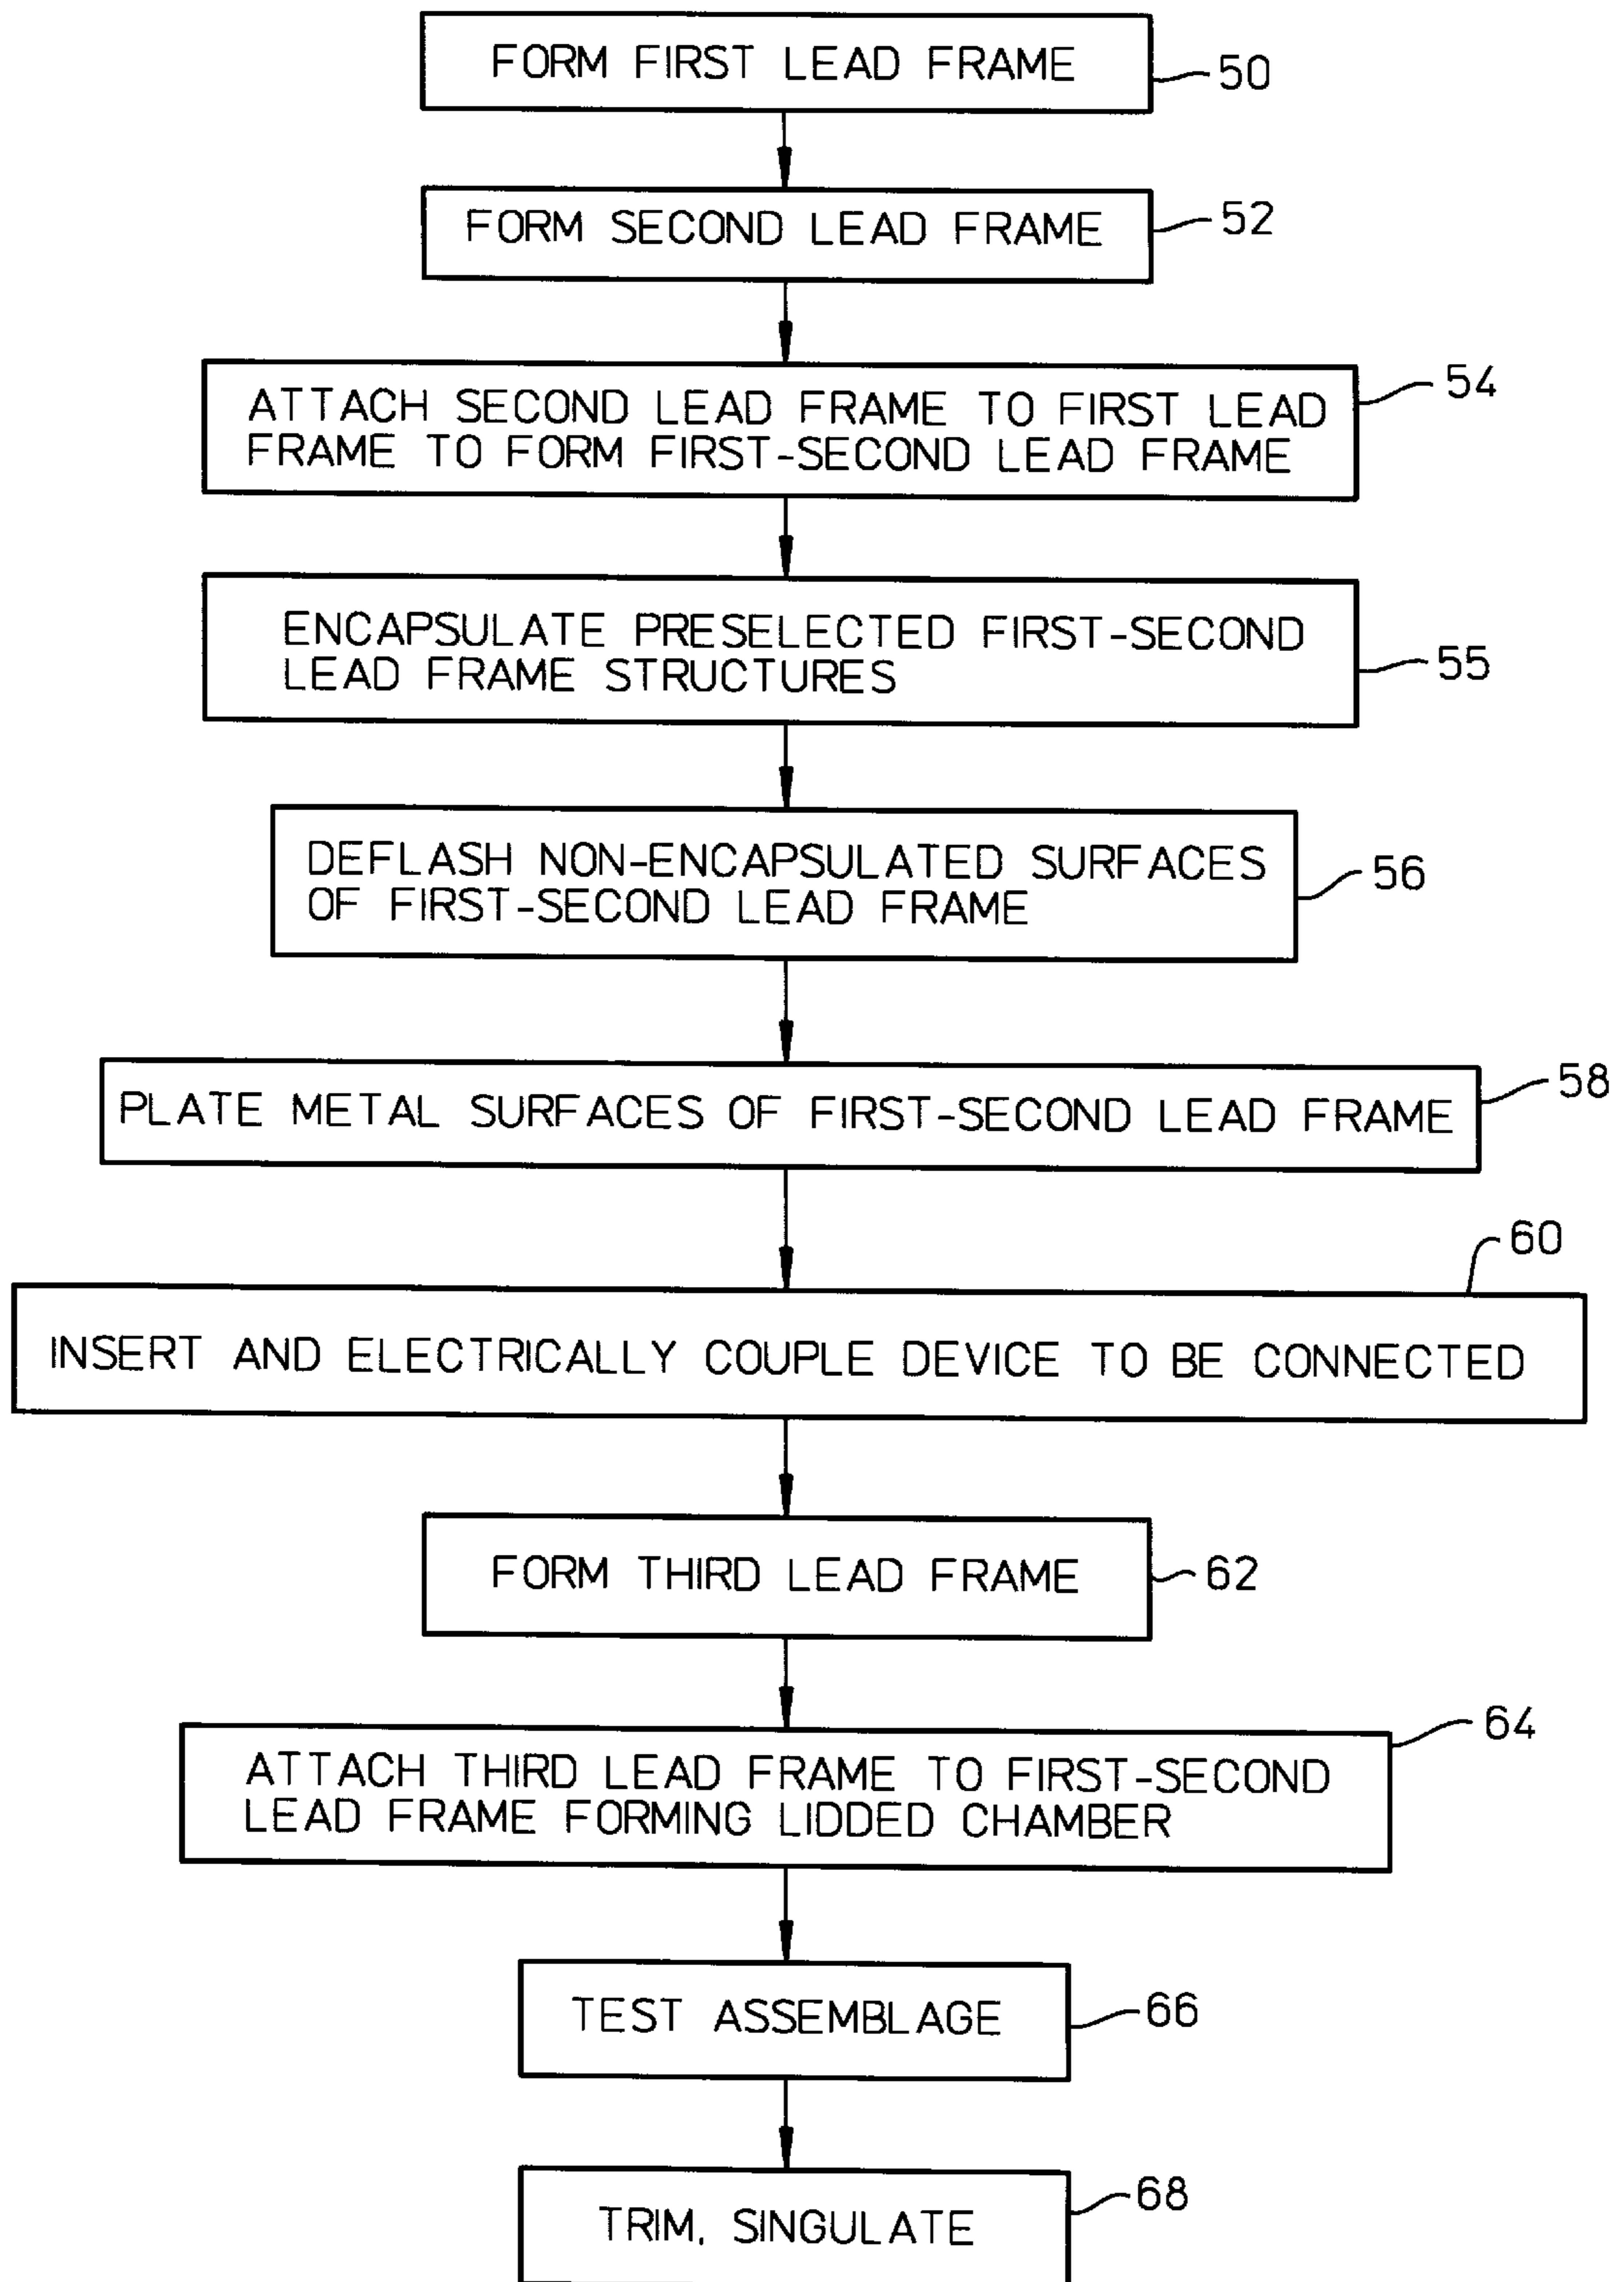 FORM FIRST LEAD FRAME
50
FORM SECOND LEAD FRAME
52
ATTACH SECOND LEAD FRAME TO FIRST LEAD
FRAME TO FORM FIRST-SECOND LEAD FRAME
54
ENCAPSULATE PRESELECTED FIRST-SECOND
LEAD FRAME STRUCTURES
55
DEFLASH NON-ENCAPSULATED SURFACES
OF FIRST-SECOND LEAD FRAME
56
PLATE METAL SURFACES OF FIRST-SECOND LEAD FRAME
58
60
INSERT AND ELECTRICALLY COUPLE DEVICE TO BE CONNECTED
FORM THIRD LEAD FRAME
62
ATTACH THIRD LEAD FRAME TO FIRST-SECOND
LEAD FRAME FORMING LIDDED CHAMBER
64
TEST ASSEMBLAGE
66
TRIM, SINGULATE
68